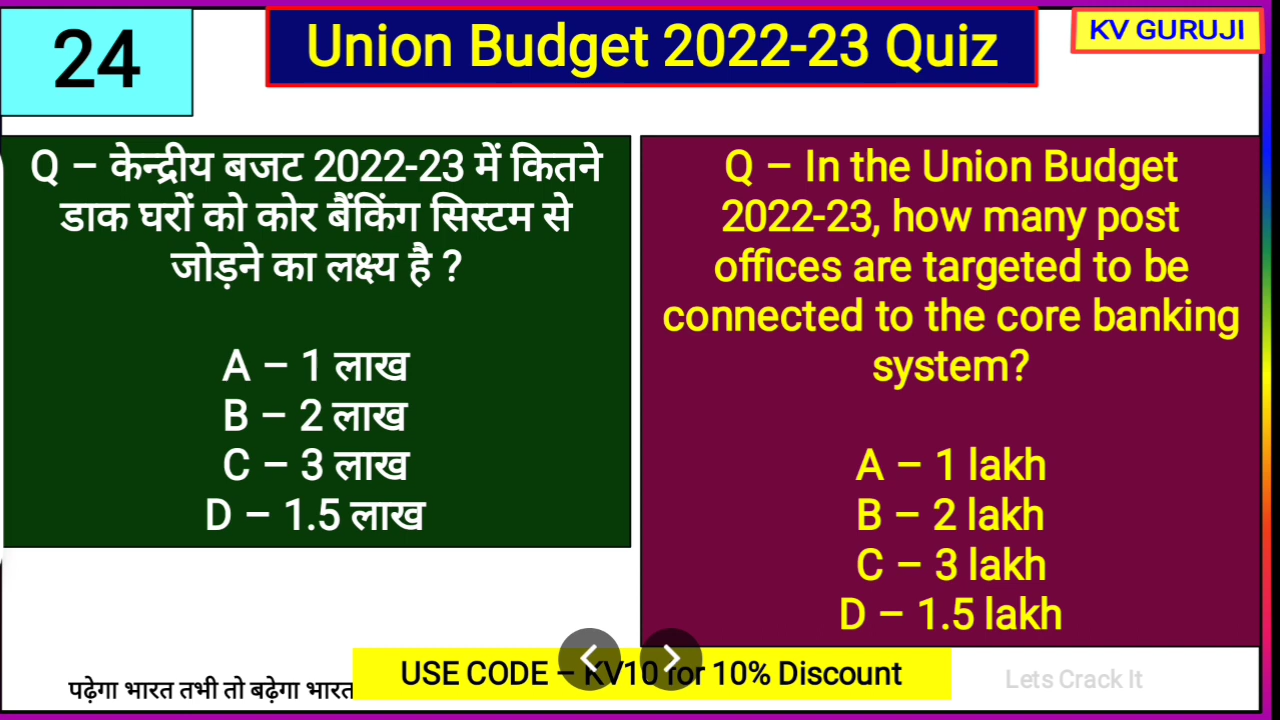 24
Union Budget 2022-23 Quiz
KV GURUJI
Q – केन्द्रीय बजट 2022-23 में कितने
डाक घरों को कोर बैंकिंग सिस्टम से
जोड़ने का लक्ष्य है ?
A – 1 लाख
B – 2 लाख
C – 3 लाख
D – 1.5 लाख
Q – In the Union Budget
2022-23, how many post
offices are targeted to be
connected to the core banking
system?
A – 1 lakh
B – 2 lakh
C – 3 lakh
D – 1.5 lakh
पढ़ेगा भारत तभी तो बढ़ेगा भारत
USE CODE – KV10 for 10% Discount
Lets Crack It